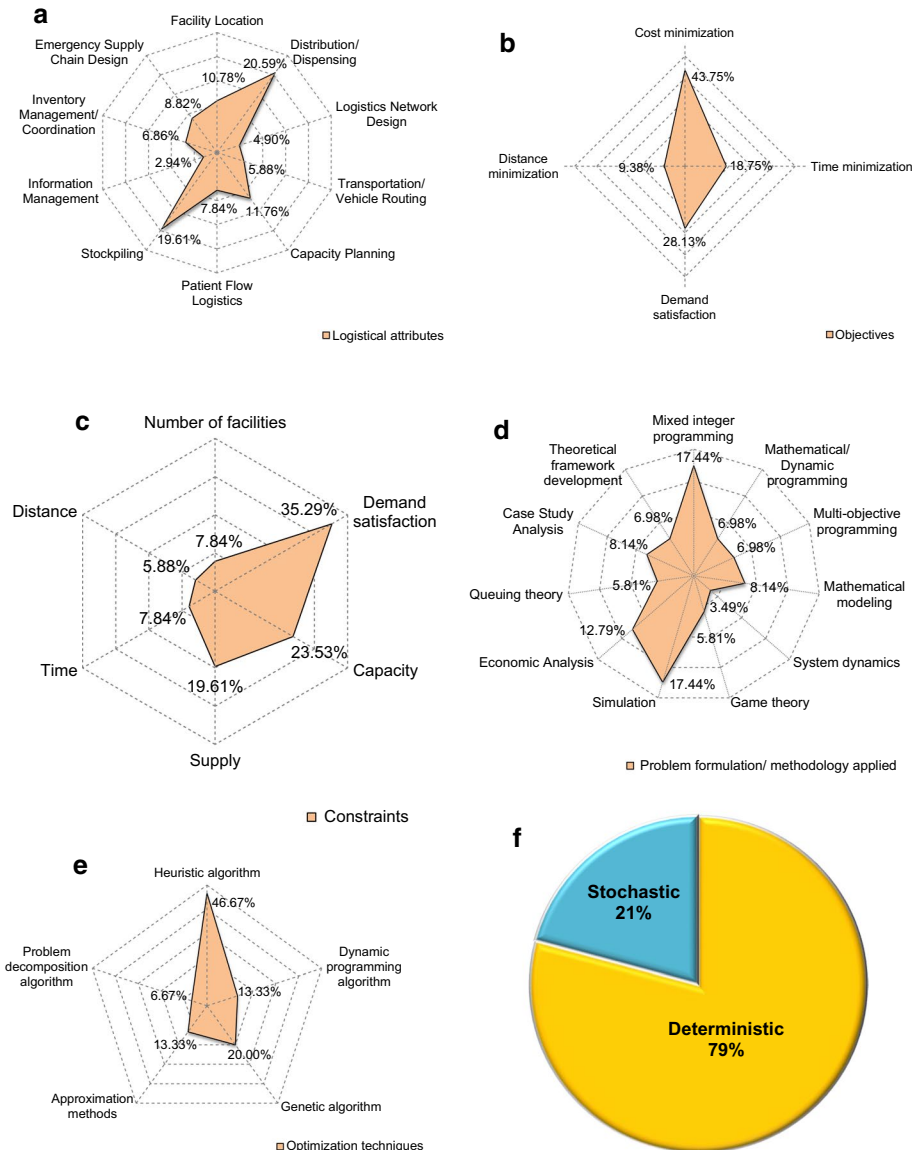 a
Facility Location
Emergency Supply
Chain Design
Distribution/
Dispensing
20.59%
10.78%
8.82%
Inventory
Management/
Coordination
Logistics Network
Design
6.86%
4.90%
2.94%
5.88%
Information
Management
Transportation/
Vehicle Routing
7.84%
11.76%
19.61%
Stockpiling
Capacity Planning
Patient Flow
Logistics
Logistical attributes
b
Cost minimization
43.75%
Distance
minimization
9.38%
18.75%
Time minimization
28.13%
Demand
satisfaction
Objectives
c
Number of facilities
Distance
35.29%
Demand
satisfaction
7.84%
5.88%
7.84%
Time
23.53%
Capacity
19.61%
Supply
Constraints
d
Mixed integer
programming
17.44%
Theoretical
framework
development
Mathematical/
Dynamic
programming
6.98%
6.98%
Case Study
Analysis
Multi-objective
programming
8.14%
6.98%
5.81%
8.14%
Queuing theory
Mathematical
modeling
3.49%
12.79%
5.81%
Economic Analysis
System dynamics
17.44%
Simulation
Game theory
Problem formulation/ methodology applied
e
Heuristic algorithm
46.67%
Problem
decomposition
algorithm
Dynamic
programming
algorithm
6.67%
13.33%
13.33%
20.00%
Approximation
methods
Genetic algorithm
Optimization techniques
f
Stochastic
21%
Deterministic
79%